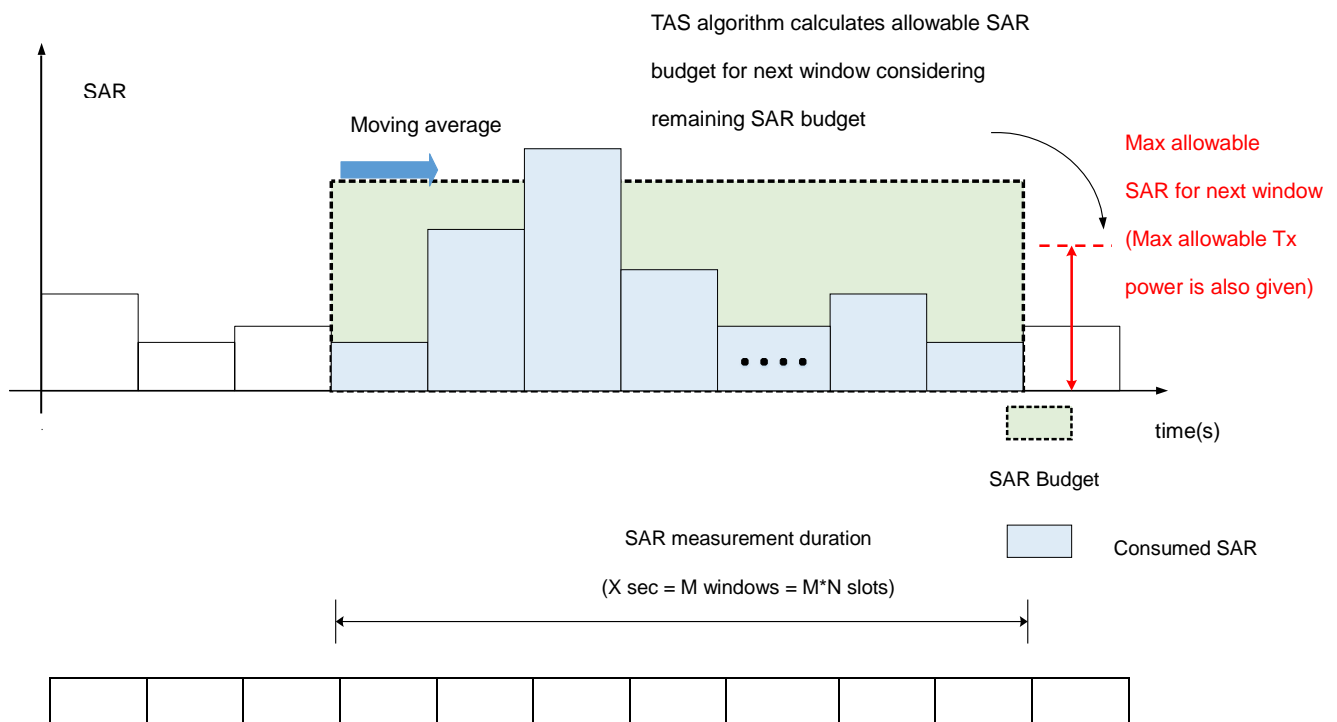 TAS algorithm calculates allowable SAR
budget for next window considering
remaining SAR budget
SAR
Moving average
Max allowable
SAR for next window
(Max allowable Tx
power is also given)
time(s)
SAR Budget
SAR measurement duration
Consumed SAR
(X sec = M windows = M*N slots)